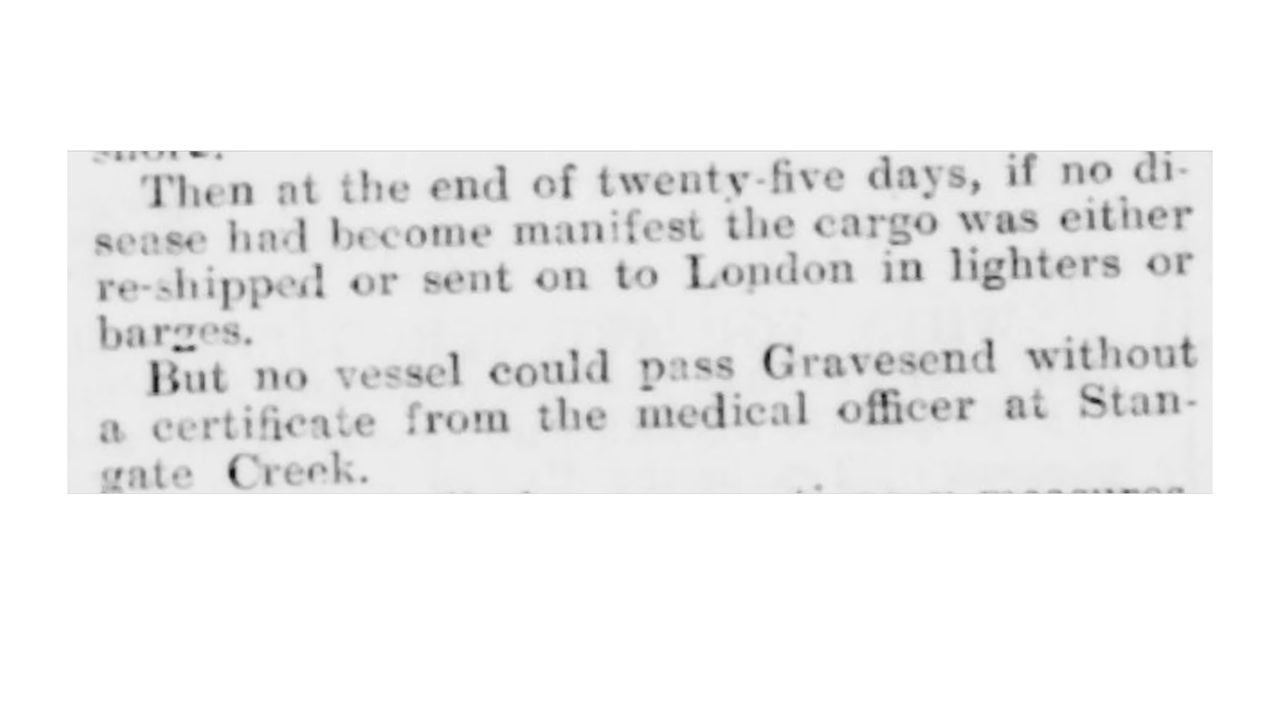 Then at the end of twenty-five days, if no di-
sease had become manifest the cargo was either
re-shipped or sent on to London in lighters or
barges.
But no vessel could pass Gravesend without
a certificate from the medical officer at Stan-
gate Creek.